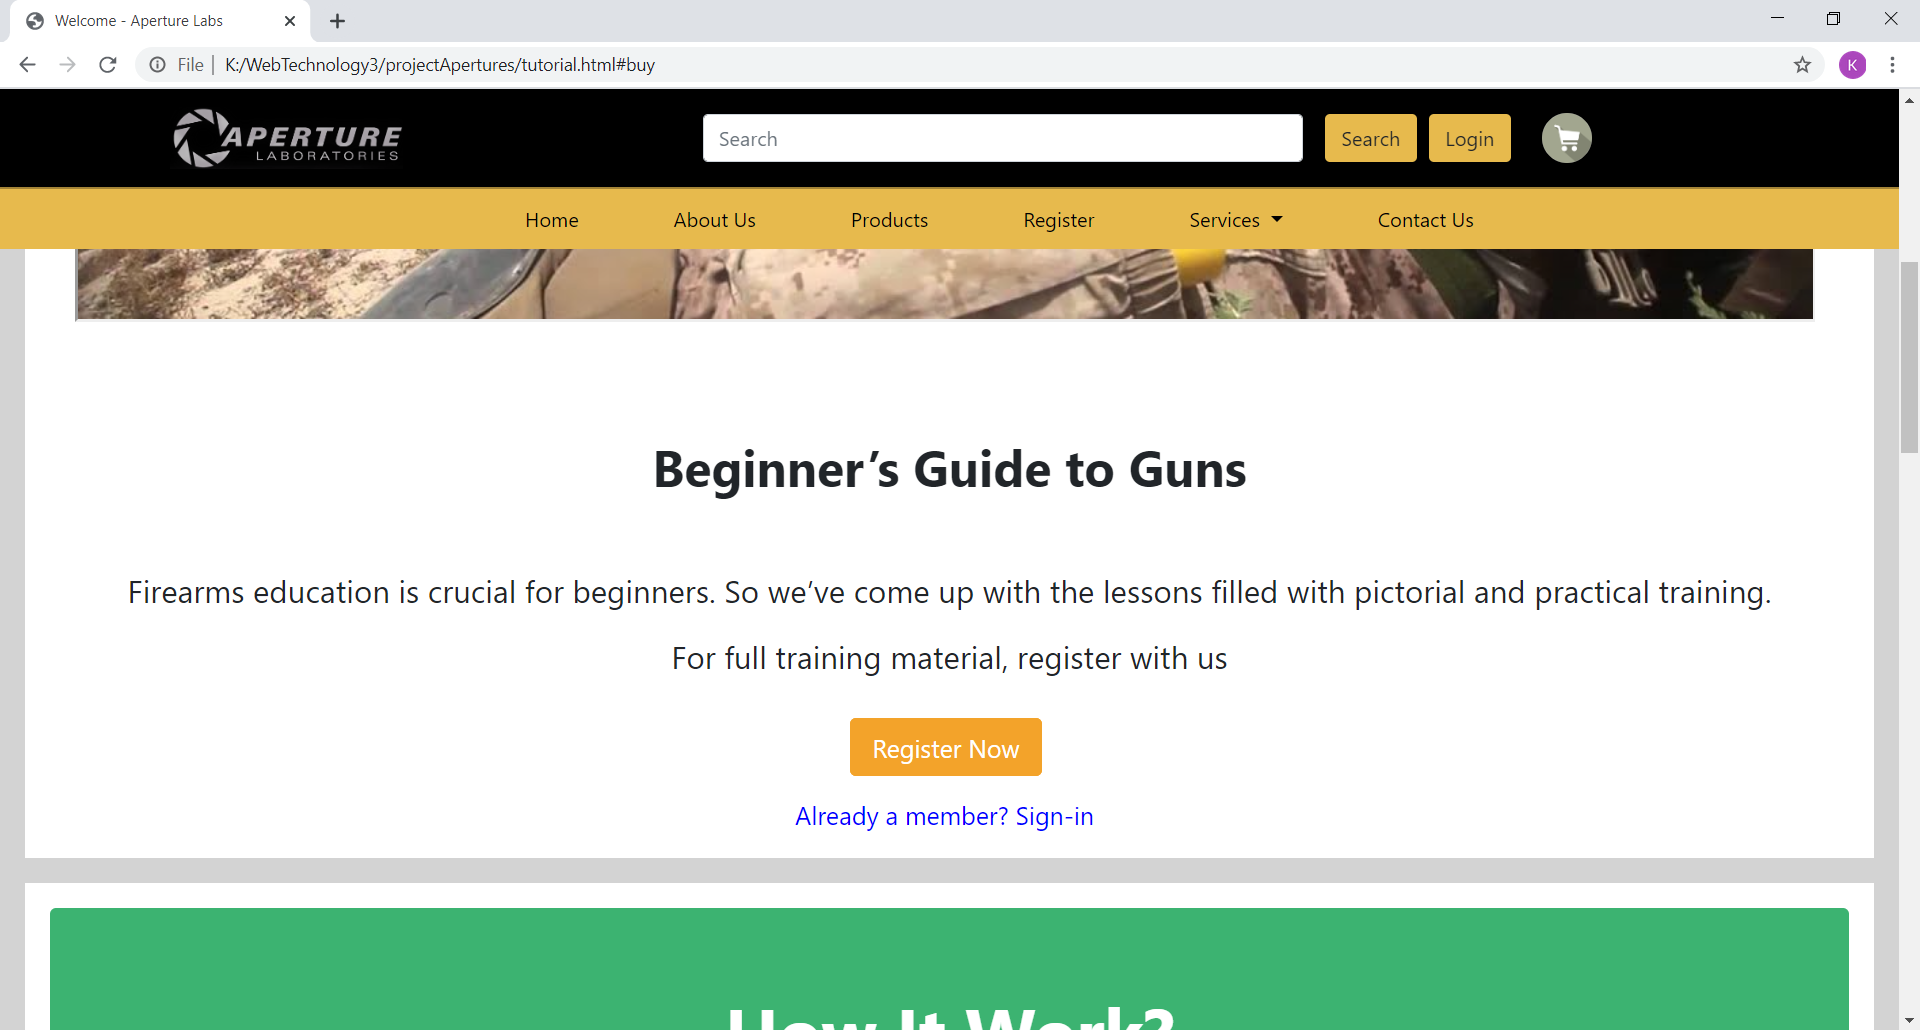 Welcome - Aperture Labs
File | K:/WebTechnology3/projectApertures/tutorial.html#buy
K
APERTURE
LABORATORIES
Search
Search
Login
Home
About Us
Products
Register
Services
Contact Us
Beginner’s Guide to Guns
Firearms education is crucial for beginners. So we’ve come up with the lessons filled with pictorial and practical training.
For full training material, register with us
Register Now
Already a member? Sign-in
How It Work?